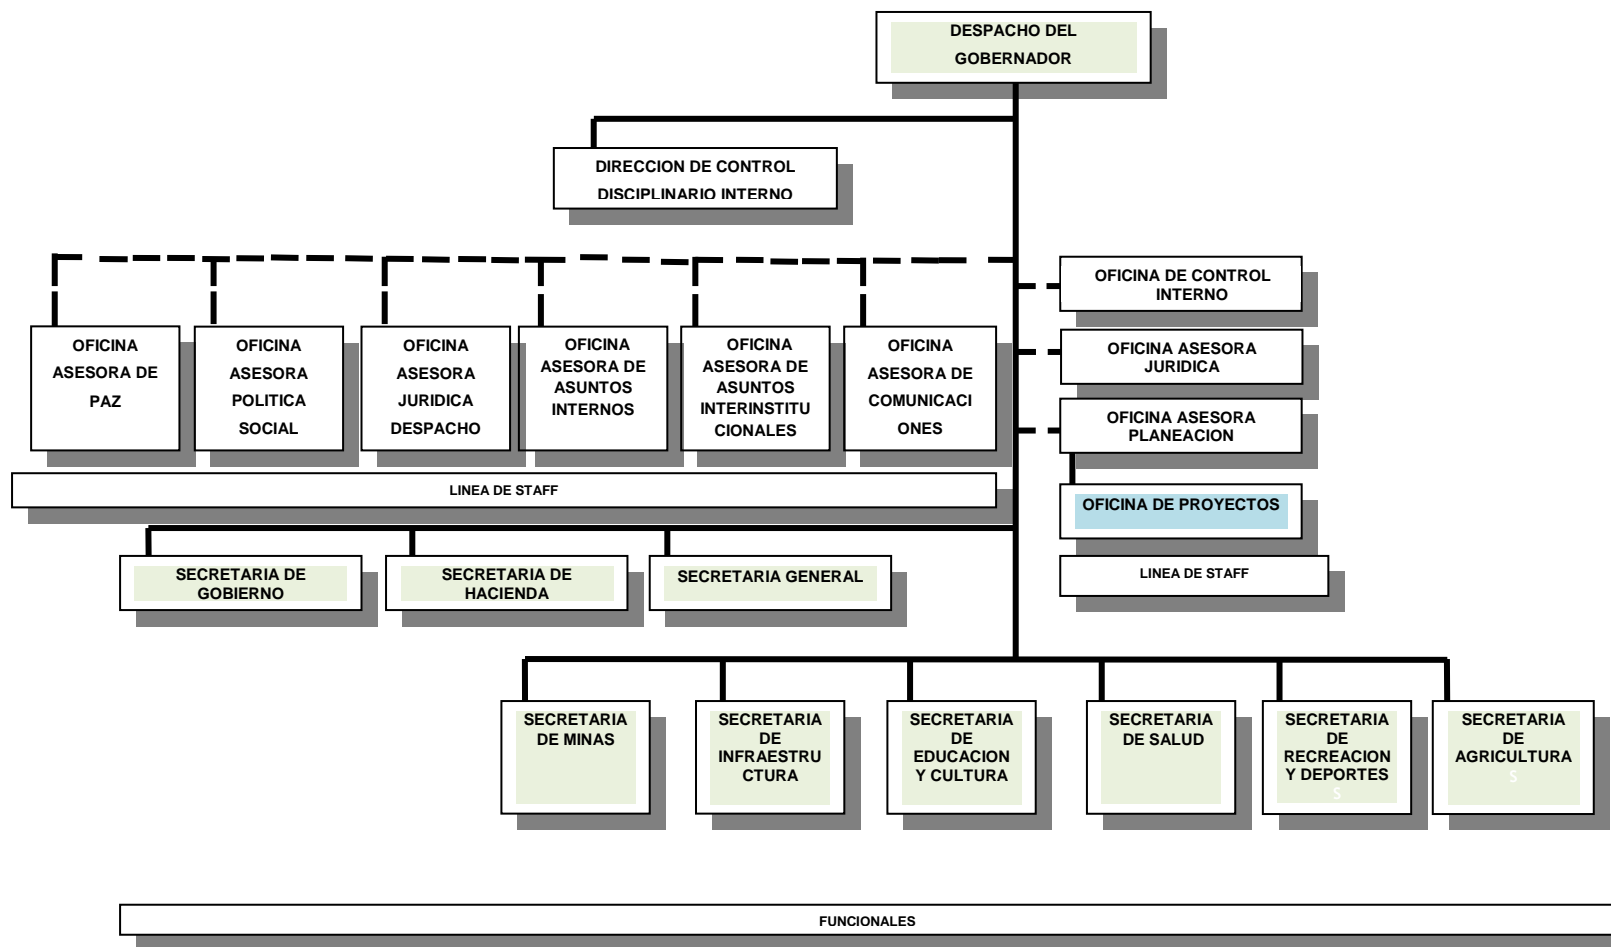 DESPACHO DEL
GOBERNADOR
DIRECCION DE CONTROL
DISCIPLINARIO INTERNO
OFICINA DE CONTROL
INTERNO
OFICINA ASESORA
JURIDICA
OFICINA ASESORA
PLANEACION
OFICINA DE PROYECTOS
LINEA DE STAFF
OFICINA
ASESORA DE
PAZ
OFICINA
ASESORA
POLITICA
SOCIAL
OFICINA
ASESORA
JURIDICA
DESPACHO
OFICINA
ASESORA DE
ASUNTOS
INTERNOS
OFICINA
ASESORA DE
ASUNTOS
INTERINSTITU
CIONALES
OFICINA
ASESORA DE
COMUNICACI
ONES
LINEA DE STAFF
SECRETARIA DE
GOBIERNO
SECRETARIA DE
HACIENDA
SECRETARIA GENERAL
SECRETARIA
DE MINAS
SECRETARIA
DE
INFRAESTRU
CTURA
SECRETARIA
DE
EDUCACION
Y CULTURA
SECRETARIA
DE SALUD
SECRETARIA
DE
RECREACION
Y DEPORTES
S
SECRETARIA
DE
AGRICULTURA
S
FUNCIONALES